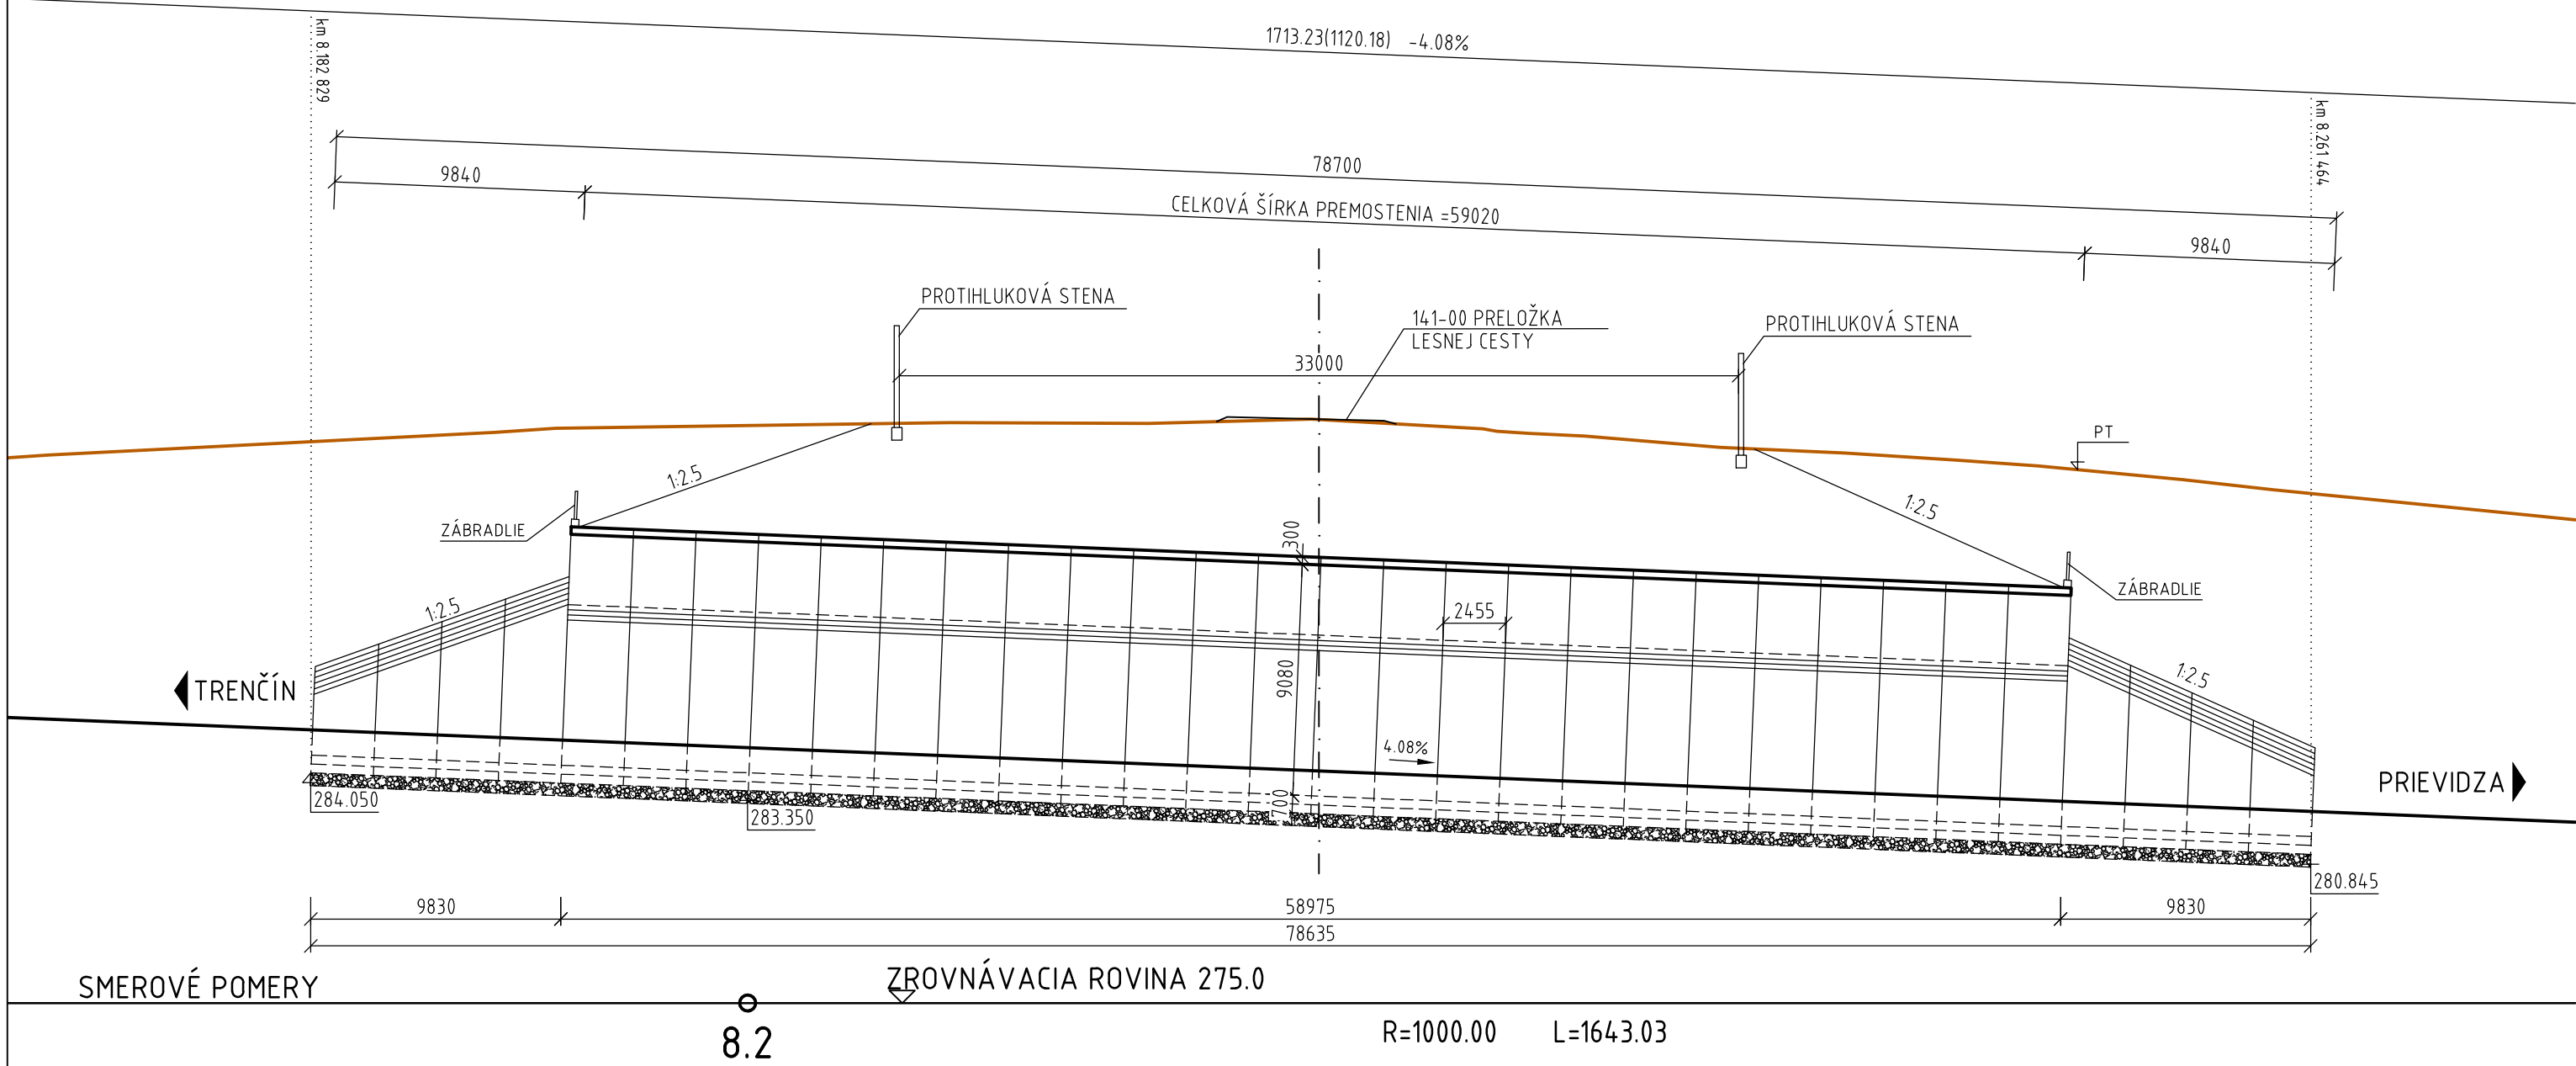 1713.23(1120.18) -4.08%
km 8.182 829
km 8.261 464
78700
9840
CELKOVÁ ŠÍRKA PREMOSTENIA =59020
9840
PROTIHLUKOVÁ STENA
141-00 PRELOŽKA
LESNEJ CESTY
PROTIHLUKOVÁ STENA
33000
PT
1:2.5
1:2.5
ZÁBRADLIE
300
ZÁBRADLIE
1:2.5
2455
9080
1:2.5
TRENČÍN
4.08%
PRIEVIDZA
284.050
700
283.350
280.845
9830
58975
9830
78635
SMEROVÉ POMERY
ZROVNÁVACIA ROVINA 275.0
8.2
R=1000.00 L=1643.03